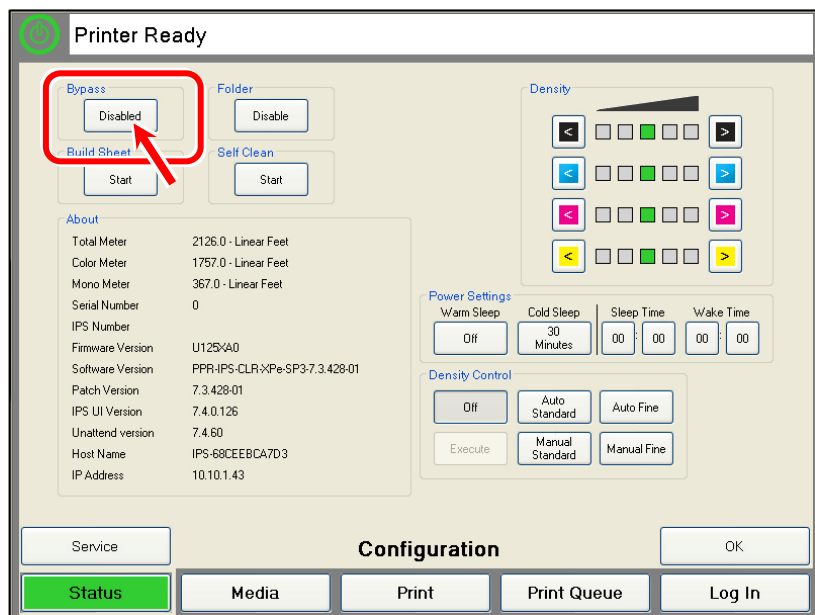 Printer Ready
Bypass
Disabled
Folder
Disable
Build Sheet
Start
Self Clean
Start
Density
< >
< >
< >
< >
About
Total Meter 2126.0 - Linear Feet
Color Meter 1757.0 - Linear Feet
Mono Meter 367.0 - Linear Feet
Serial Number 0
IPS Number
Firmware Version U125XA0
Software Version PPR-IPS-CLR-XPe-SP3-7.3.428-01
Patch Version 7.3.428-01
IPS UI Version 7.4.0.126
Unattend version 7.4.60
Host Name IPS-68CEEBCA7D3
IP Address 10.10.1.43
Power Settings
Warm Sleep Cold Sleep Sleep Time Wake Time
Off 30 Minutes 00 : 00 00 : 00
Density Control
Off Auto Standard Auto Fine
Execute Manual Standard Manual Fine
Service Configuration OK
Status Media Print Print Queue Log In